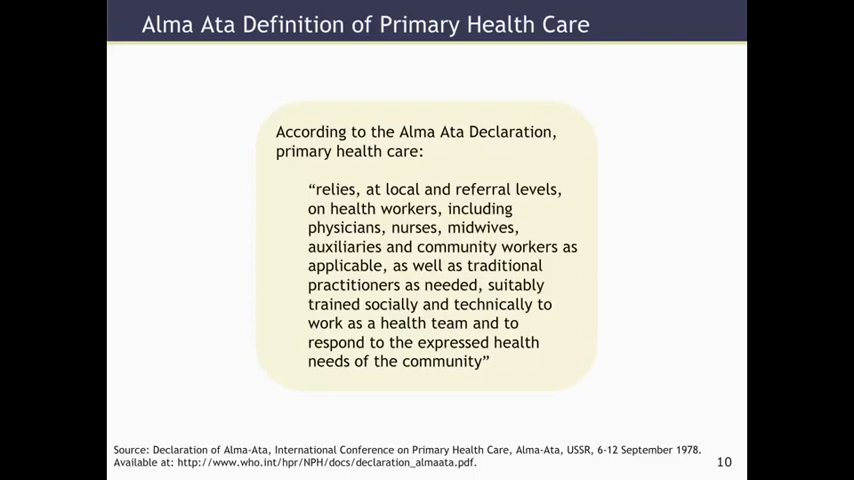 Alma Ata Definition of Primary Health Care
According to the Alma Ata Declaration,
primary health care:
“relies, at local and referral levels,
on health workers, including
physicians, nurses, midwives,
auxiliaries and community workers as
applicable, as well as traditional
practitioners as needed, suitably
trained socially and technically to
work as a health team and to
respond to the expressed health
needs of the community”
Source: Declaration of Alma-Ata, International Conference on Primary Health Care, Alma-Ata, USSR, 6-12 September 1978.
Available at: http://www.who.int/hpr/NPH/docs/declaration_almaata.pdf.
10